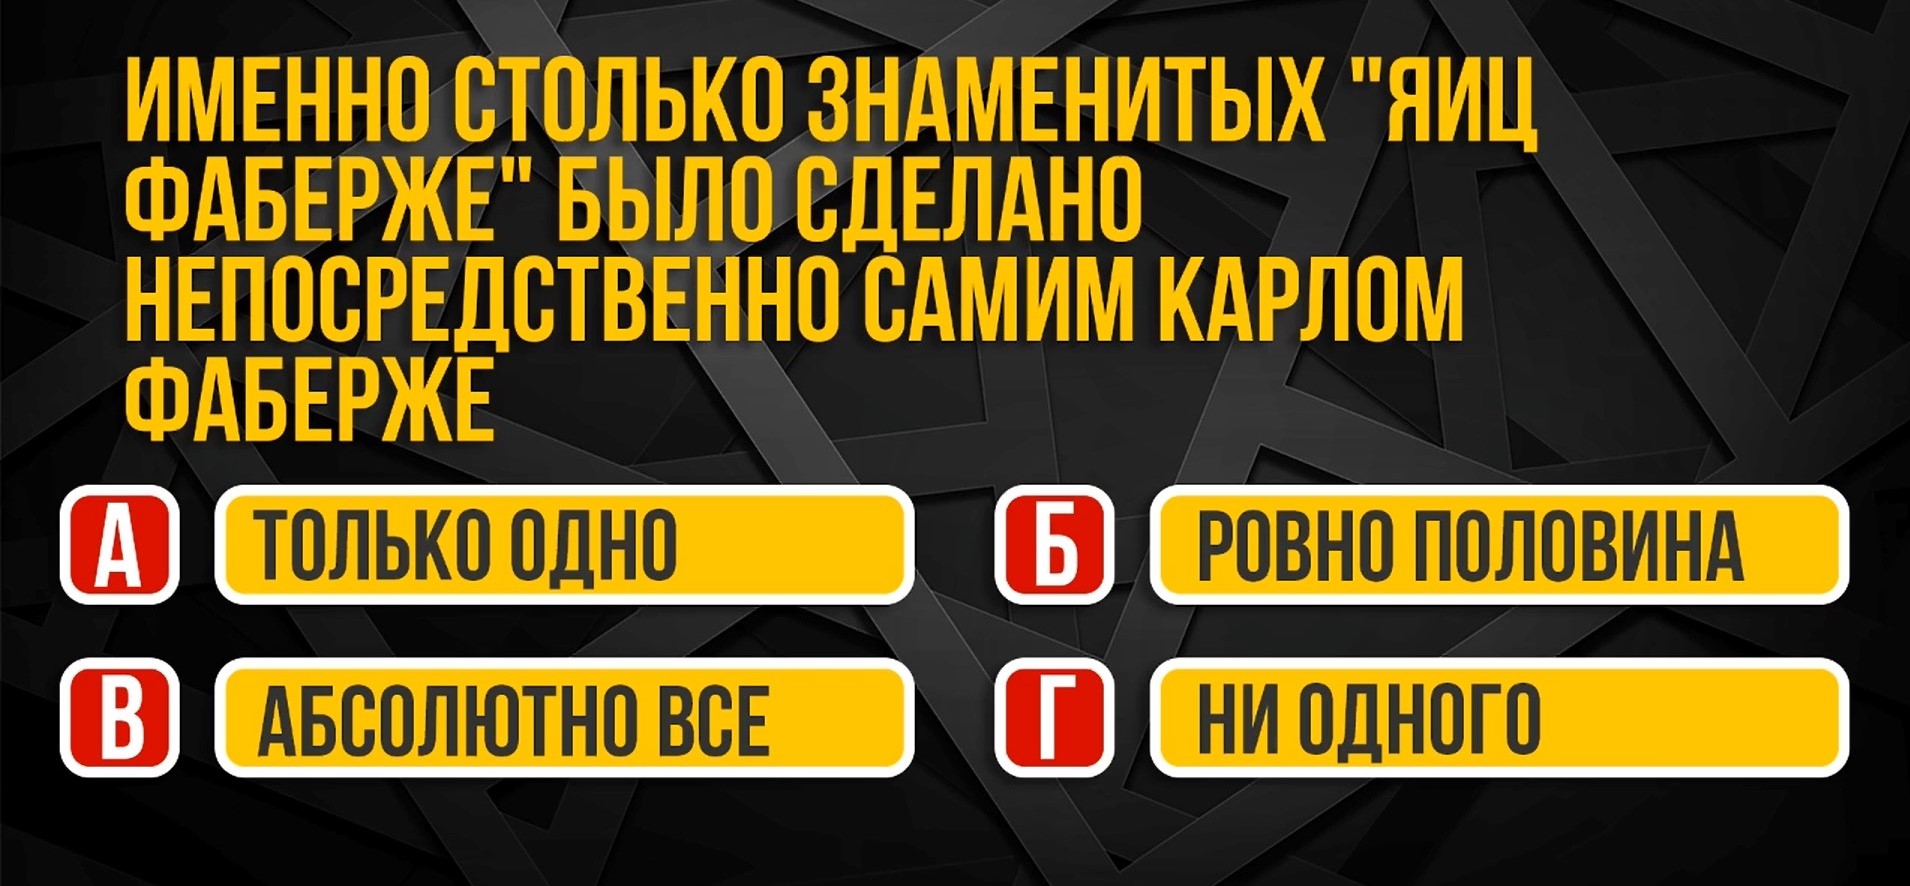 ИМЕННО СТОЛЬКО ЗНАМЕНИТЫХ "ЯИЦ
ФАБЕРЖЕ" БЫЛО СДЕЛАНО
НЕПОСРЕДСТВЕННО САМИМ КАРЛОМ
ФАБЕРЖЕ
А ТОЛЬКО ОДНО
Б РОВНО ПОЛОВИНА
В АБСОЛЮТНО ВСЕ
Г НИ ОДНОГО